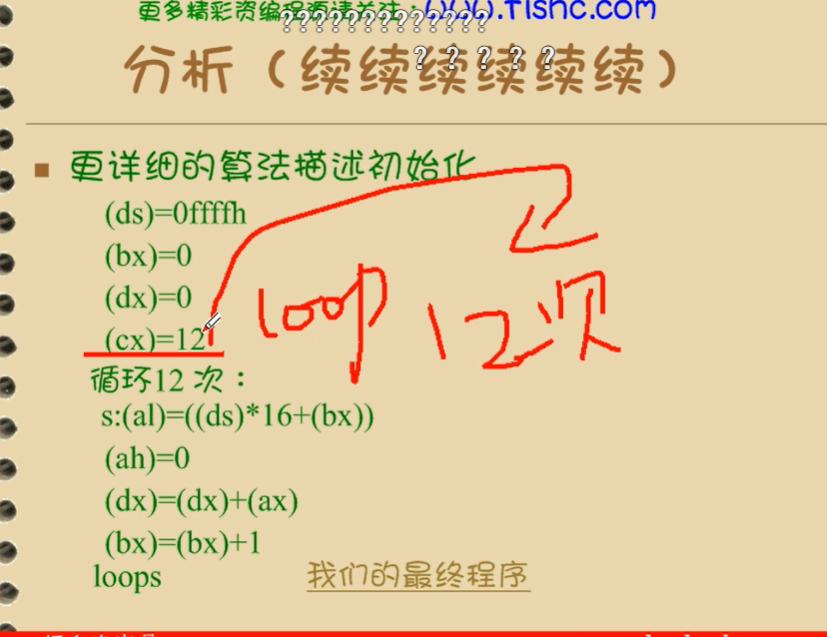 更多精彩资编程源请关注：WWW.fishc.com
?????????????
分析（续续续续续续）
? ? ? ? ?
更详细的算法描述初始化
(ds)=0ffffh
(bx)=0
(dx)=0
(cx)=12
loop 12次
循环12 次：
s:(al)=((ds)*16+(bx))
(ah)=0
(dx)=(dx)+(ax)
(bx)=(bx)+1
loops
我们的最终程序